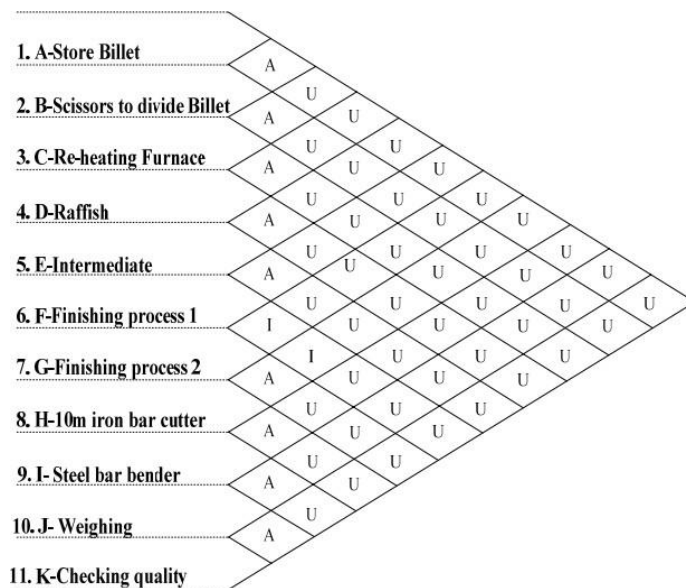 1. A-Store Billet
A
U
2. B-Scissors to divide Billet
A U
U U
3. C-Re-heating Furnace
A U U
U U U
4. D-Raffish
A U U U
U U U U
5. E-Intermediate
A U U U U
U U U U U
6. F-Finishing process 1
I U U U U
I U U U
7. G-Finishing process 2
A U U U
U U U
8. H-10m iron bar cutter
A U U
U U
9. I- Steel bar bender
A U
U
10. J- Weighing
A
11. K-Checking quality